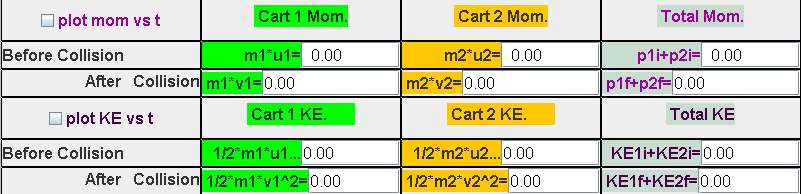 plot mom vs t Cart 1 Mom. Cart 2 Mom. Total Mom.
Before Collision m1*u1= 0.00 m2*u2= 0.00 p1i+p2i= 0.00
After Collision m1*v1= 0.00 m2*v2= 0.00 p1f+p2f= 0.00
plot KE vs t Cart 1 KE. Cart 2 KE. Total KE
Before Collision 1/2*m1*u1... 0.00 1/2*m2*u2... 0.00 KE1i+KE2i= 0.00
After Collision 1/2*m1*v1^2= 0.00 1/2*m2*v2^2= 0.00 KE1f+KE2f= 0.00